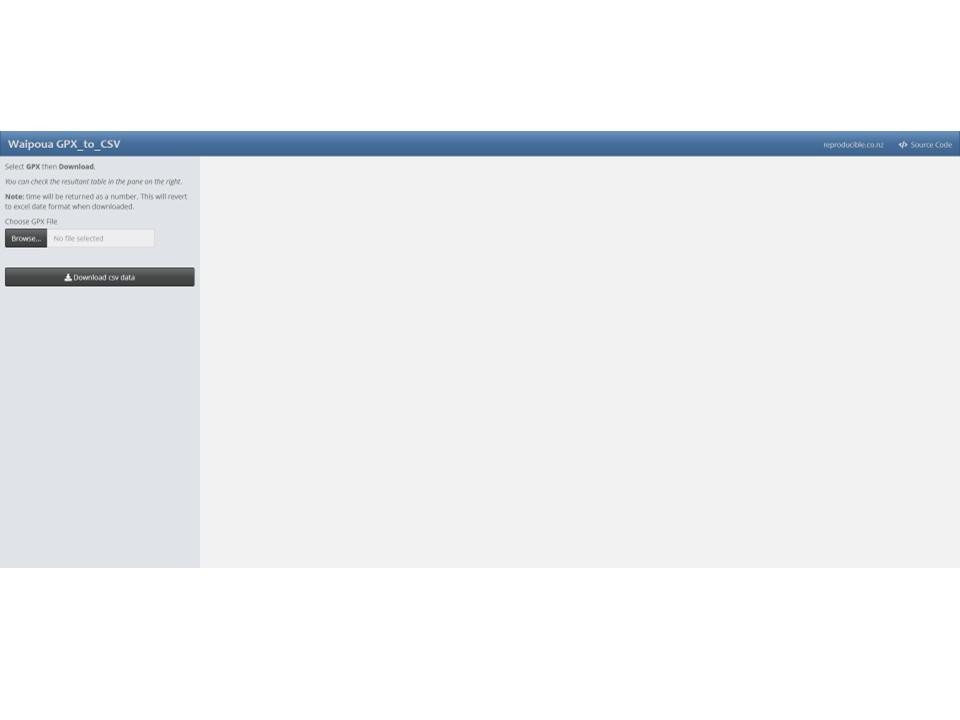 Waipoua GPX_to_CSV
reproducible.co.nz
Source Code
Select GPX then Download.
You can check the resultant table in the pane on the right.
Note: time will be returned as a number. This will revert
to excel date format when downloaded.
Choose GPX File
Browse... No file selected
Download csv data